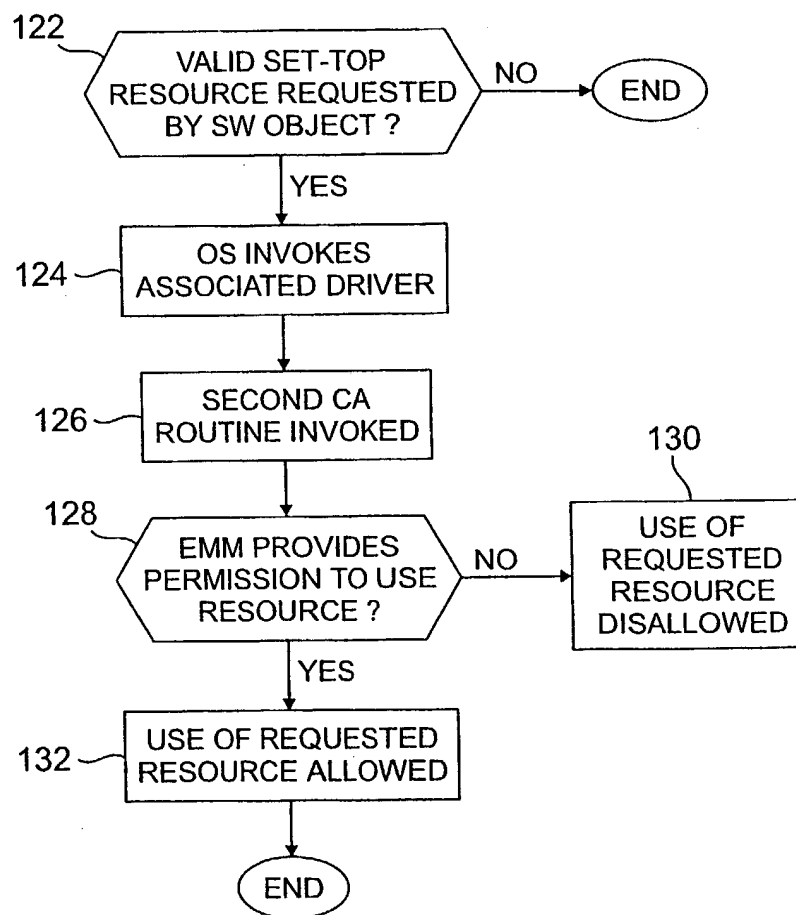 122
VALID SET-TOP
RESOURCE REQUESTED
BY SW OBJECT ?
NO
END
YES
124
OS INVOKES
ASSOCIATED DRIVER
126
SECOND CA
ROUTINE INVOKED
128
EMM PROVIDES
PERMISSION TO USE
RESOURCE ?
NO
130
USE OF
REQUESTED
RESOURCE
DISALLOWED
YES
132
USE OF REQUESTED
RESOURCE ALLOWED
END